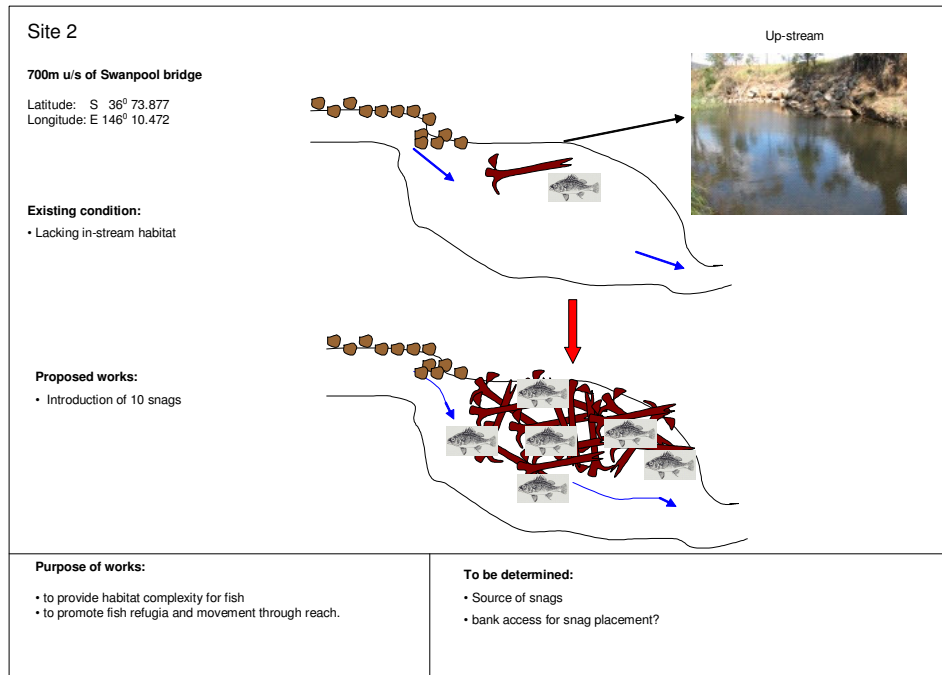 Site 2
Up-stream
700m u/s of Swanpool bridge
Latitude: S 36⁰ 73.877
Longitude: E 146⁰ 10.472
Existing condition:
• Lacking in-stream habitat
Proposed works:
• Introduction of 10 snags
Purpose of works:
• to provide habitat complexity for fish
• to promote fish refugia and movement through reach.
To be determined:
• Source of snags
• bank access for snag placement?